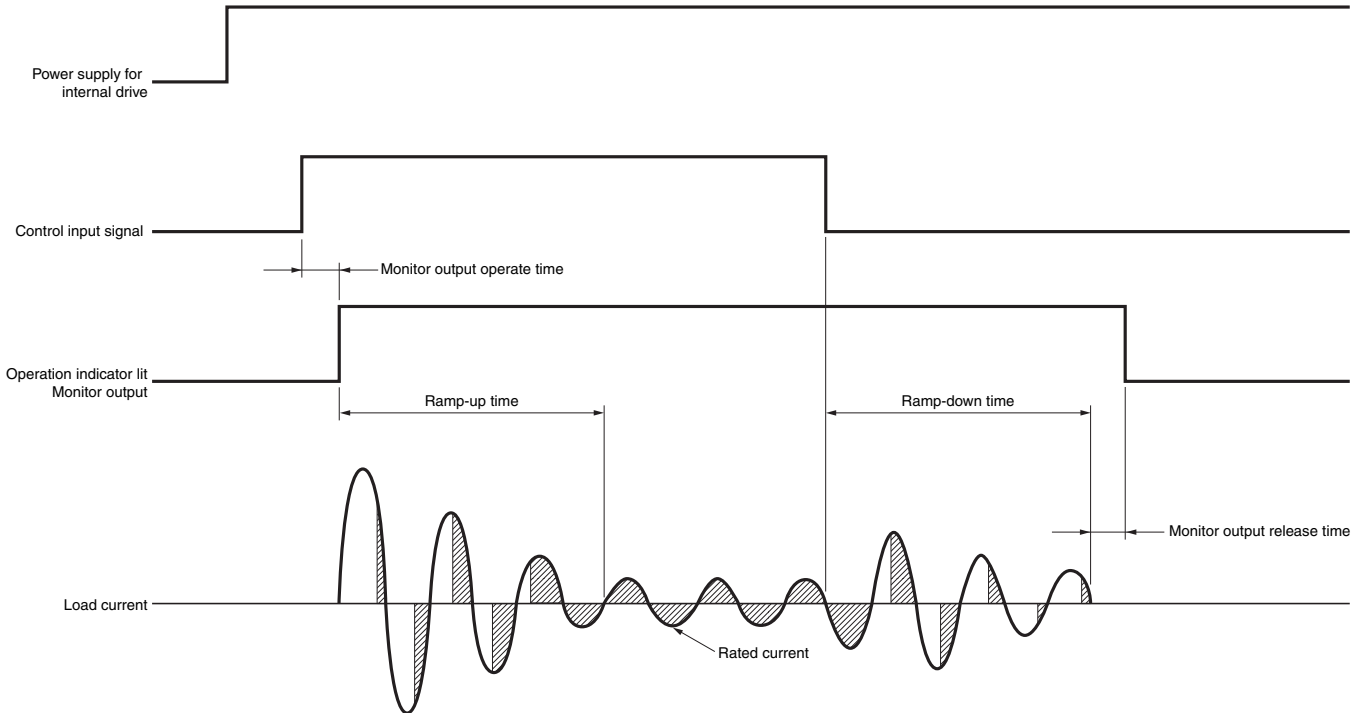 Power supply for
internal drive
Control input signal
Monitor output operate time
Operation indicator lit
Monitor output
Ramp-up time
Ramp-down time
Monitor output release time
Load current
Rated current